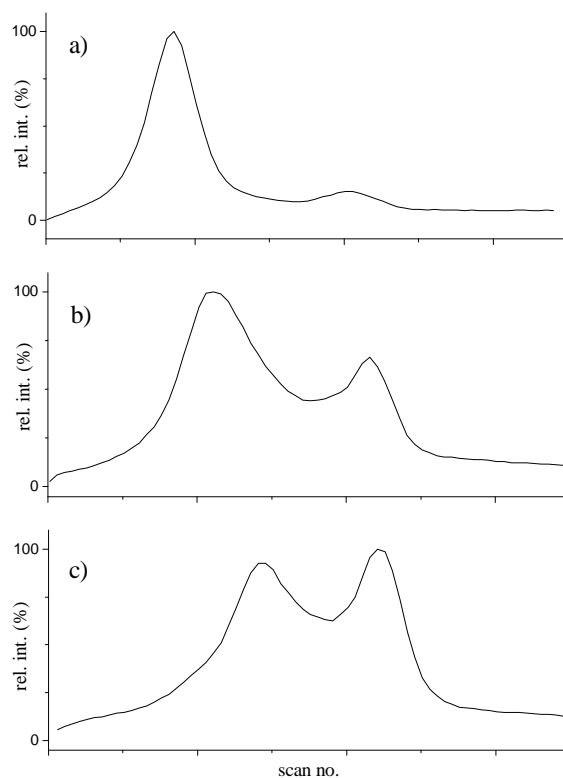 a)
100
rel. int. (%)
0
b)
100
rel. int. (%)
0
c)
100
rel. int. (%)
0
scan no.